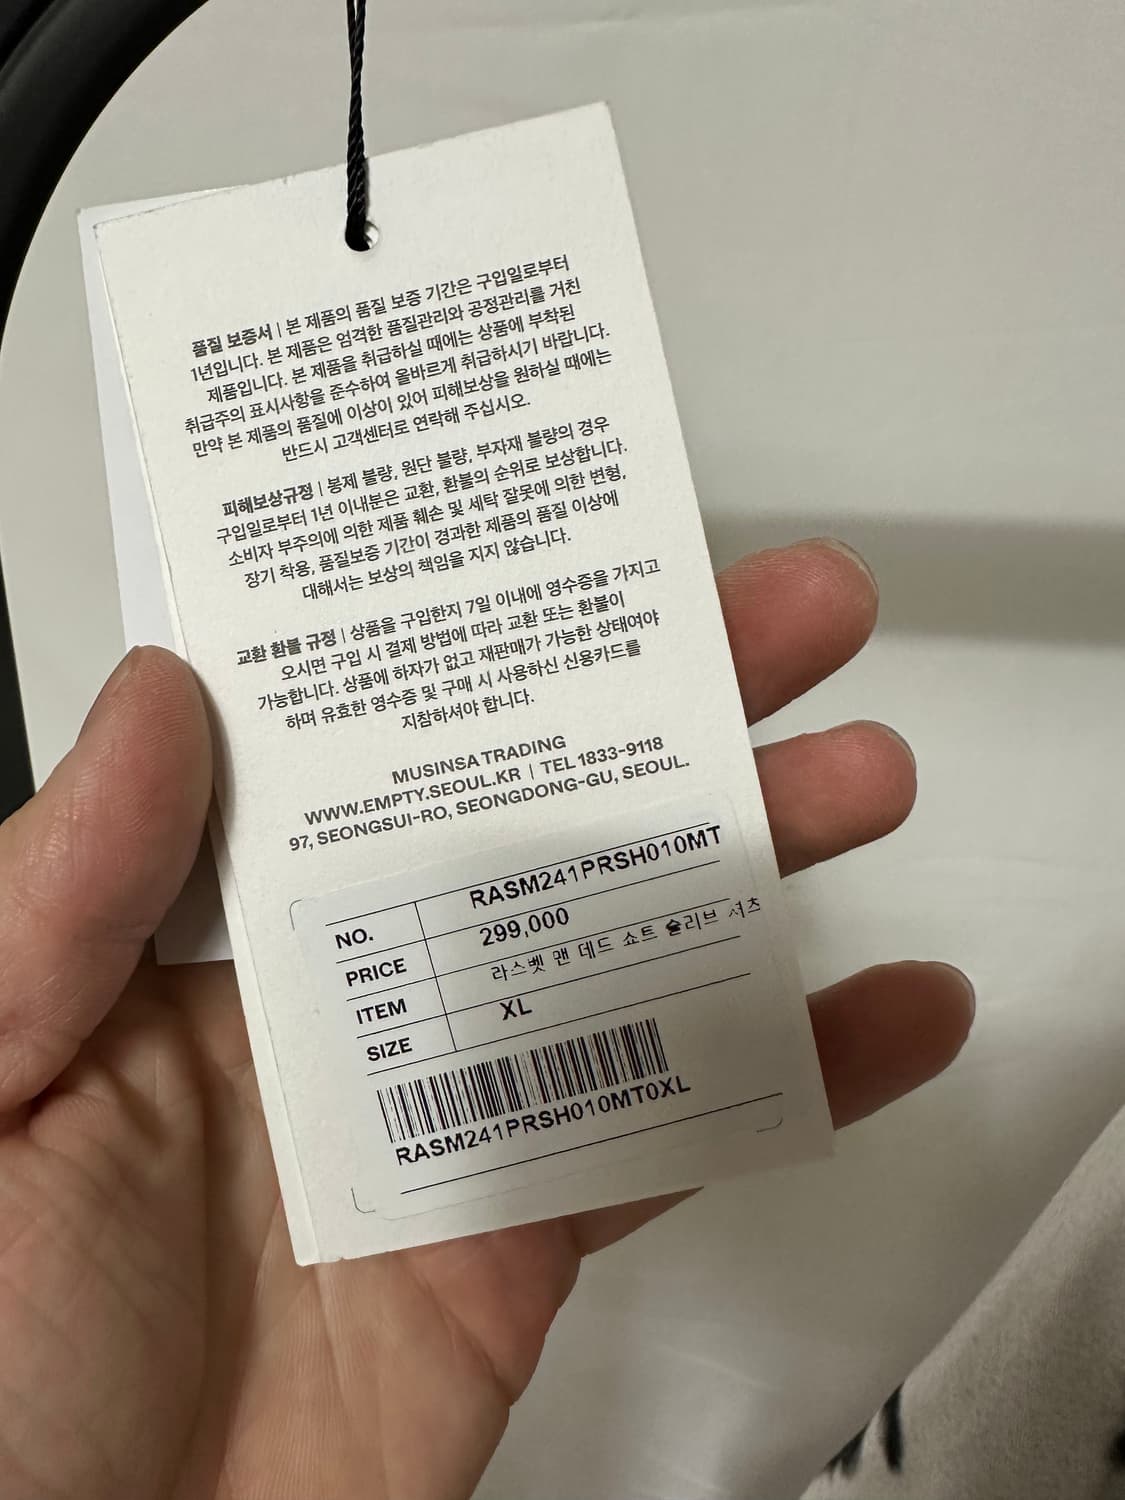 품질 보증서 | 본 제품의 품질 보증 기간은 구입일로부터
1년입니다. 본 제품은 엄격한 품질관리와 공정관리를 거친
제품입니다. 본 제품을 취급하실 때에는 상품에 부착된
취급주의 표시사항을 준수하여 올바르게 취급하시기 바랍니다.
만약 본 제품의 품질에 이상이 있어 피해보상을 원하실 때에는
반드시 고객센터로 연락해 주십시오.
피해보상규정 | 봉제 불량, 원단 불량, 부자재 불량의 경우
구입일로부터 1년 이내분은 교환, 환불의 순위로 보상합니다.
소비자 부주의에 의한 제품 훼손 및 세탁 잘못에 의한 변형,
장기 착용, 품질보증 기간이 경과한 제품의 품질 이상에
대해서는 보상의 책임을 지지 않습니다.
교환 환불 규정 | 상품을 구입한지 7일 이내에 영수증을 가지고
오시면 구입 시 결제 방법에 따라 교환 또는 환불이
가능합니다. 상품에 하자가 없고 재판매가 가능한 상태여야
하며 유효한 영수증 및 구매 시 사용하신 신용카드를
지참하셔야 합니다.
MUSINSA TRADING
WWW.EMPTY.SEOUL.KR | TEL 1833-9118
97, SEONGSUI-RO, SEONGDONG-GU, SEOUL.
NO. RASM241PRSH010MT
PRICE 299,000
ITEM 라스벳 맨 데드 쇼트 슬리브 셔츠
SIZE XL
RASM241PRSH010MT0XL